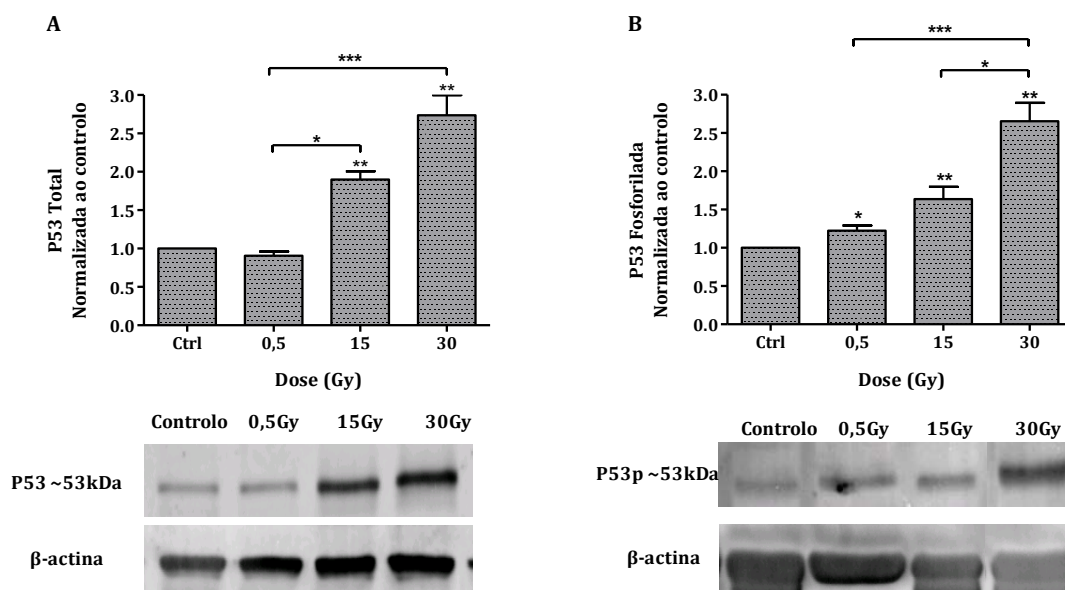 A
***
*
**
**
P53 Total
Normalizada ao controlo
3.0
2.5
2.0
1.5
1.0
0.5
0.0
Ctrl
0,5
15
30
Dose (Gy)
Controlo 0,5Gy 15Gy 30Gy
P53 ~53kDa
β-actina
B
***
*
**
**
*
P53 Fosforilada
Normalizada ao controlo
3.0
2.5
2.0
1.5
1.0
0.5
0.0
Ctrl
0,5
15
30
Dose (Gy)
Controlo 0,5Gy 15Gy 30Gy
P53p ~53kDa
β-actina